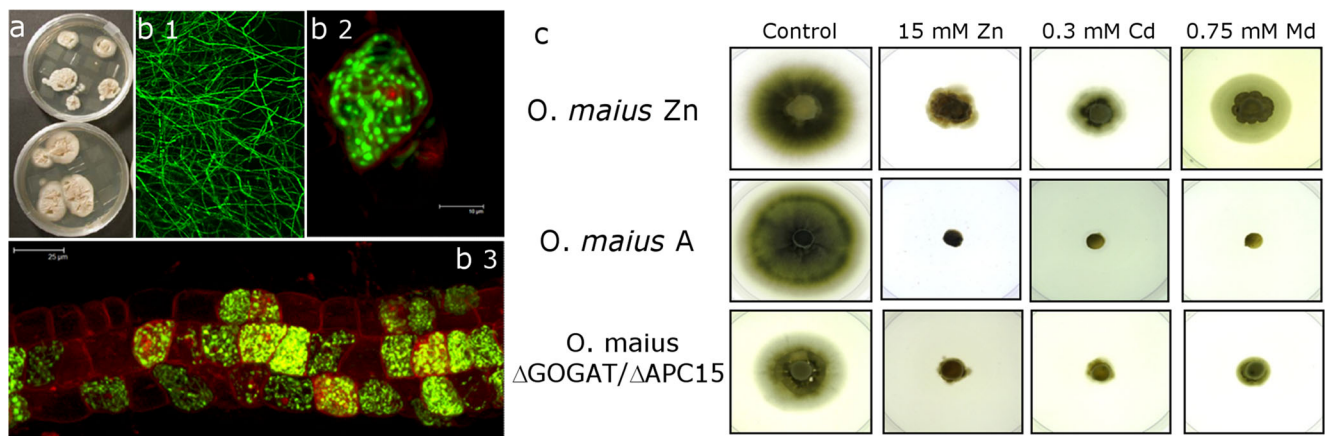 a
b 1
b 2
10 µm
25 µm
b 3
c
Control
15 mM Zn
0.3 mM Cd
0.75 mM Md
O. maius Zn
O. maius A
O. maius
ΔGOGAT/ΔAPC15